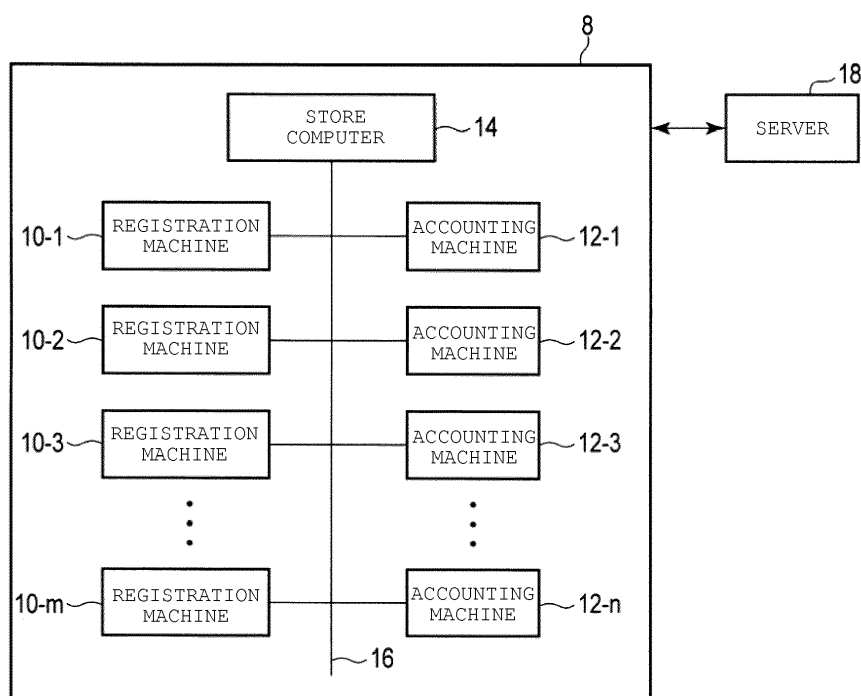 8
18
STORE
COMPUTER
14
SERVER
10-1
REGISTRATION
MACHINE
ACCOUNTING
MACHINE
12-1
10-2
REGISTRATION
MACHINE
ACCOUNTING
MACHINE
12-2
10-3
REGISTRATION
MACHINE
ACCOUNTING
MACHINE
12-3
10-m
REGISTRATION
MACHINE
ACCOUNTING
MACHINE
12-n
16